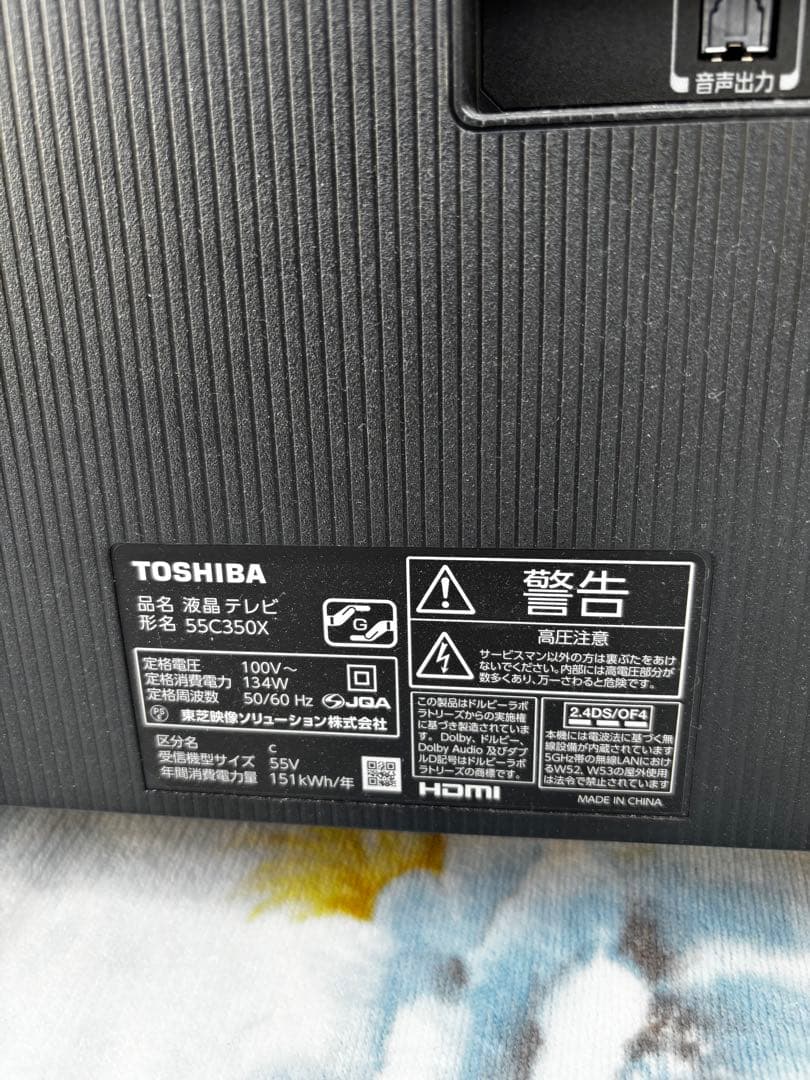 音声出力
TOSHIBA
品名 液晶テレビ
形名 55C350X
G
定格電圧 100V～
定格消費電力 134W
定格周波数 50/60 Hz
JQA
PS
E 東芝映像ソリューション株式会社
区分名 c
受信機型サイズ 55V
年間消費電力量 151kWh/年
警告
高圧注意
サービスマン以外の方は裏ぶたをあけ
ないでください。内部には高電圧部分が
数多くあり、万一さわると危険です。
この製品はドルビーラボ
ラトリーズからの実施権
に基づき製造されていま
す。Dolby、ドルビー、
Dolby Audio 及びダブ
ルD記号はドルビーラボ
ラトリーズの商標です。
HDMI
2.4DS/OF4
本機には電波法に基づく無
線設備が内蔵されています
5GHz帯の無線LANにおけ
るW52、W53の屋外使用
は法令で禁止されています
MADE IN CHINA